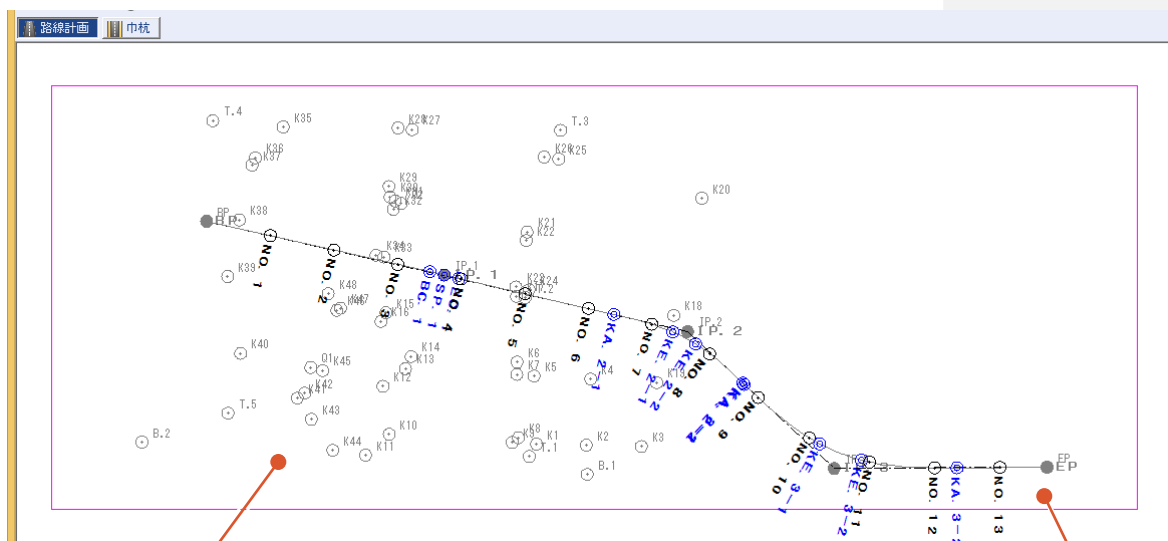 路線計画 巾杭
T.4
K35
K28
K27
T.3
K36
K37
K26
K25
K29
K30
K32
K20
BP
BP
K38
K21
K22
K34
K33
IP.1
IP. 1
K39
NO. 1
NO. 2
NO. 3
BC. 1
SP. 1
NO. 4
K48
K47
K46
K15
K16
K23
K24
NO. 5
NO. 6
KA. 2-1
NO. 7
K18
IP.2
IP. 2
KE. 2-1
KE. 2-2
NO. 8
KA. 2-2
NO. 9
K40
Q1
K45
K14
K13
K6
K7
K5
K4
K19
K42
K41
K12
T.5
K43
B.2
K44
K10
K11
K8
K9
K1
T.1
K2
K3
B.1
NO. 10
KE. 3-1
KE. 3-2
NO. 11
NO. 12
KA. 3-
NO. 13
EP
EP